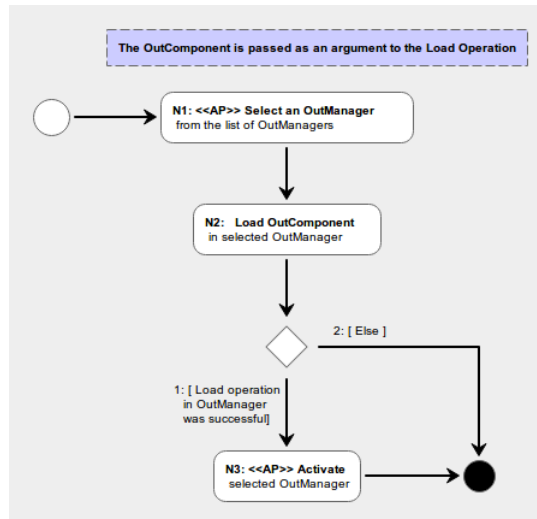 The OutComponent is passed as an argument to the Load Operation
N1: <<AP>> Select an OutManager
from the list of OutManagers
N2: Load OutComponent
in selected OutManager
2: [ Else ]
1: [ Load operation
in OutManager
was successful]
N3: <<AP>> Activate
selected OutManager